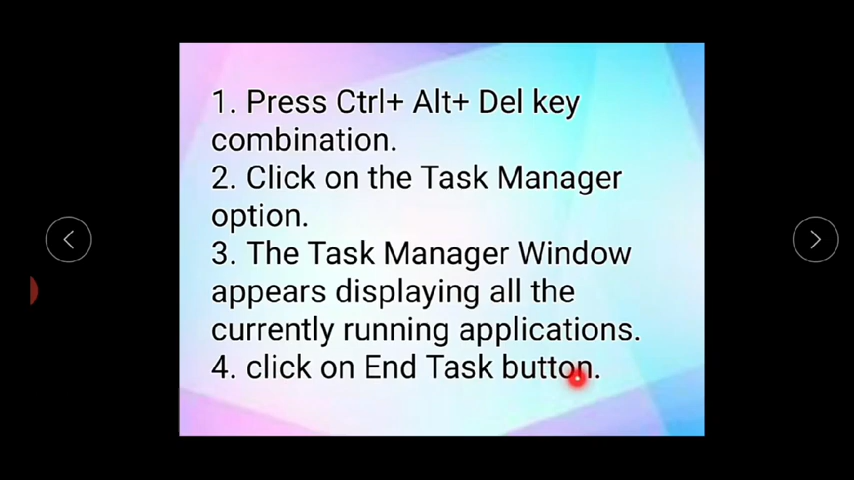 1. Press Ctrl+ Alt+ Del key
combination.
2. Click on the Task Manager
option.
3. The Task Manager Window
appears displaying all the
currently running applications.
4. click on End Task button.